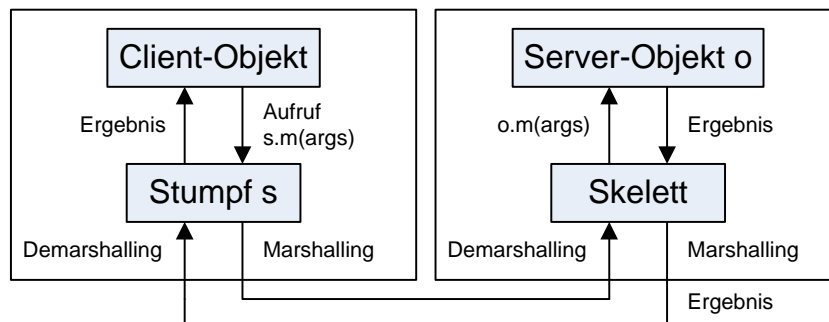 Client-Objekt
Server-Objekt o
Ergebnis
Aufruf
s.m(args)
o.m(args)
Ergebnis
Stumpf s
Skelett
Demarshalling
Marshalling
Demarshalling
Marshalling
Ergebnis